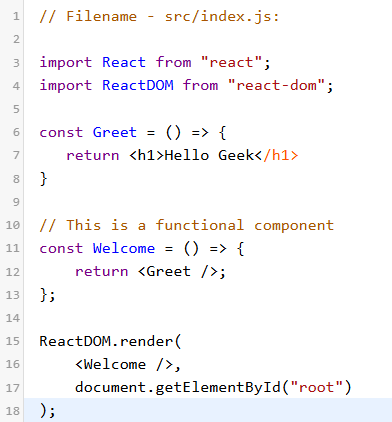 1 // Filename - src/index.js:
2
3 import React from "react";
4 import ReactDOM from "react-dom";
5
6 const Greet = () => {
7    return <h1>Hello Geek</h1>
8 }
9
10 // This is a functional component
11 const Welcome = () => {
12     return <Greet />;
13 };
14
15 ReactDOM.render(
16     <Welcome />,
17     document.getElementById("root")
18 );